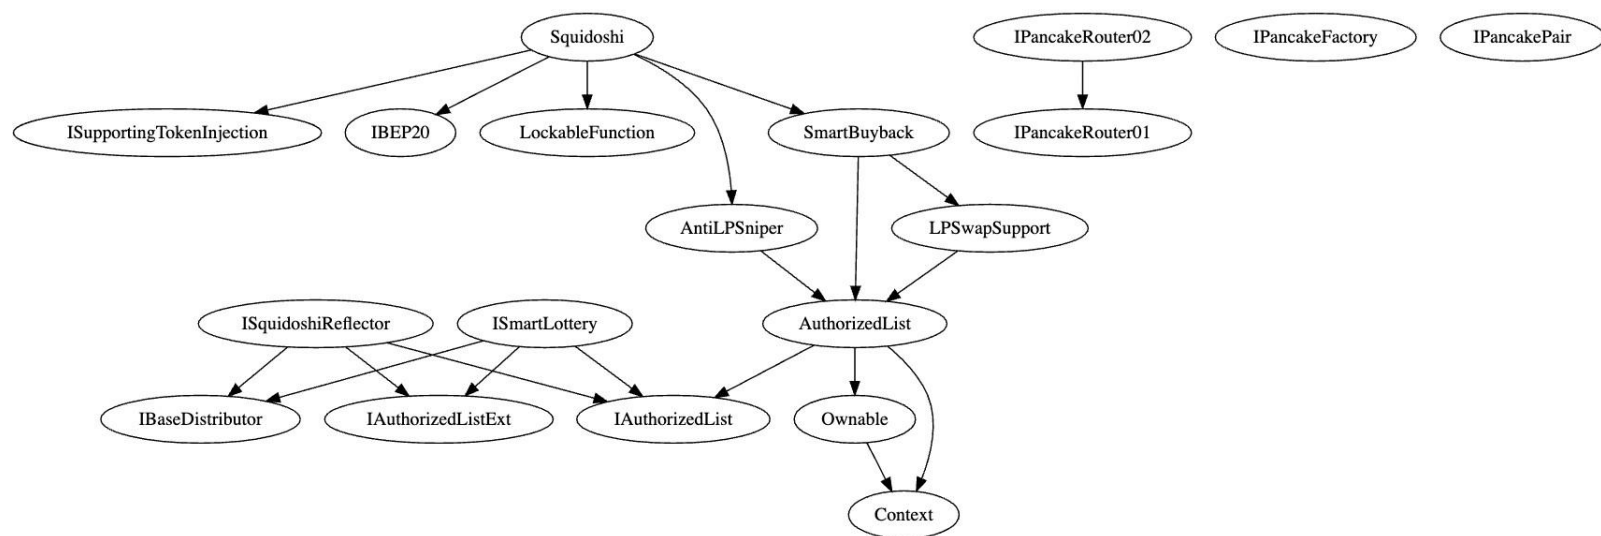 Squidoshi
IPancakeRouter02
IPancakeFactory
IPancakePair
ISupportingTokenInjection
IBEP20
LockableFunction
SmartBuyback
IPancakeRouter01
AntiLPSniper
LPSwapSupport
ISquidoshiReflector
ISmartLottery
AuthorizedList
IBaseDistributor
IAuthorizedListExt
IAuthorizedList
Ownable
Context